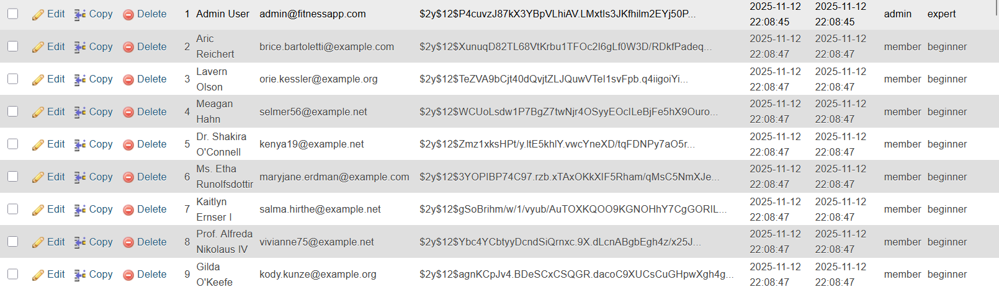 Edit Copy Delete 1 Admin User admin@fitnessapp.com $2y$12$P4cuvzJ87kX3YBpVLhiAV.LMxtls3JKfhilm2EYj50P... 2025-11-12 2025-11-12 admin expert
22:08:45 22:08:45
Edit Copy Delete 2 Aric brice.bartoletti@example.com $2y$12$XunuqD82TL68VtKrbu1TFOc2l6gLf0W3D/RDkfPadeq... 2025-11-12 2025-11-12 member beginner
Reichert 22:08:47 22:08:47
Edit Copy Delete 3 Lavern orie.kessler@example.org $2y$12$TeZVA9bCjt40dQvjtZLJQuwVTel1svFpb.q4iigoiYi... 2025-11-12 2025-11-12 member beginner
Olson 22:08:47 22:08:47
Edit Copy Delete 4 Meagan selmer56@example.net $2y$12$WCUoLsdw1P7BgZ7twNjr4OSyyEOclLeBjFe5hX9Ouro... 2025-11-12 2025-11-12 member beginner
Hahn 22:08:47 22:08:47
Edit Copy Delete 5 Dr. Shakira kenya19@example.net $2y$12$Zmz1xksHPt/y.ltE5khlY.vwcYneXD/tqFDNPy7aO5r... 2025-11-12 2025-11-12 member beginner
O'Connell 22:08:47 22:08:47
Edit Copy Delete 6 Ms. Etha maryjane.erdman@example.com $2y$12$3YOPIBP74C97.rzb.xTAxOKkXIF5Rham/qMsC5NmXJe... 2025-11-12 2025-11-12 member beginner
Runolfsdottir 22:08:47 22:08:47
Edit Copy Delete 7 Kaitlyn salma.hirthe@example.net $2y$12$gSoBrihm/w/1/vyub/AuTOXKQOO9KGNOHhY7CgGORIL... 2025-11-12 2025-11-12 member beginner
Ernser I 22:08:47 22:08:47
Edit Copy Delete 8 Prof. Alfreda vivianne75@example.net $2y$12$Ybc4YCbtyyDcndSiQrnxc.9X.dLcnABgbEgh4z/x25J... 2025-11-12 2025-11-12 member beginner
Nikolaus IV 22:08:47 22:08:47
Edit Copy Delete 9 Gilda kody.kunze@example.org $2y$12$agnKCpJv4.BDeSCxCSQGR.dacoC9XUCsCuGHpwXgh4g... 2025-11-12 2025-11-12 member beginner
O'Keefe 22:08:47 22:08:47